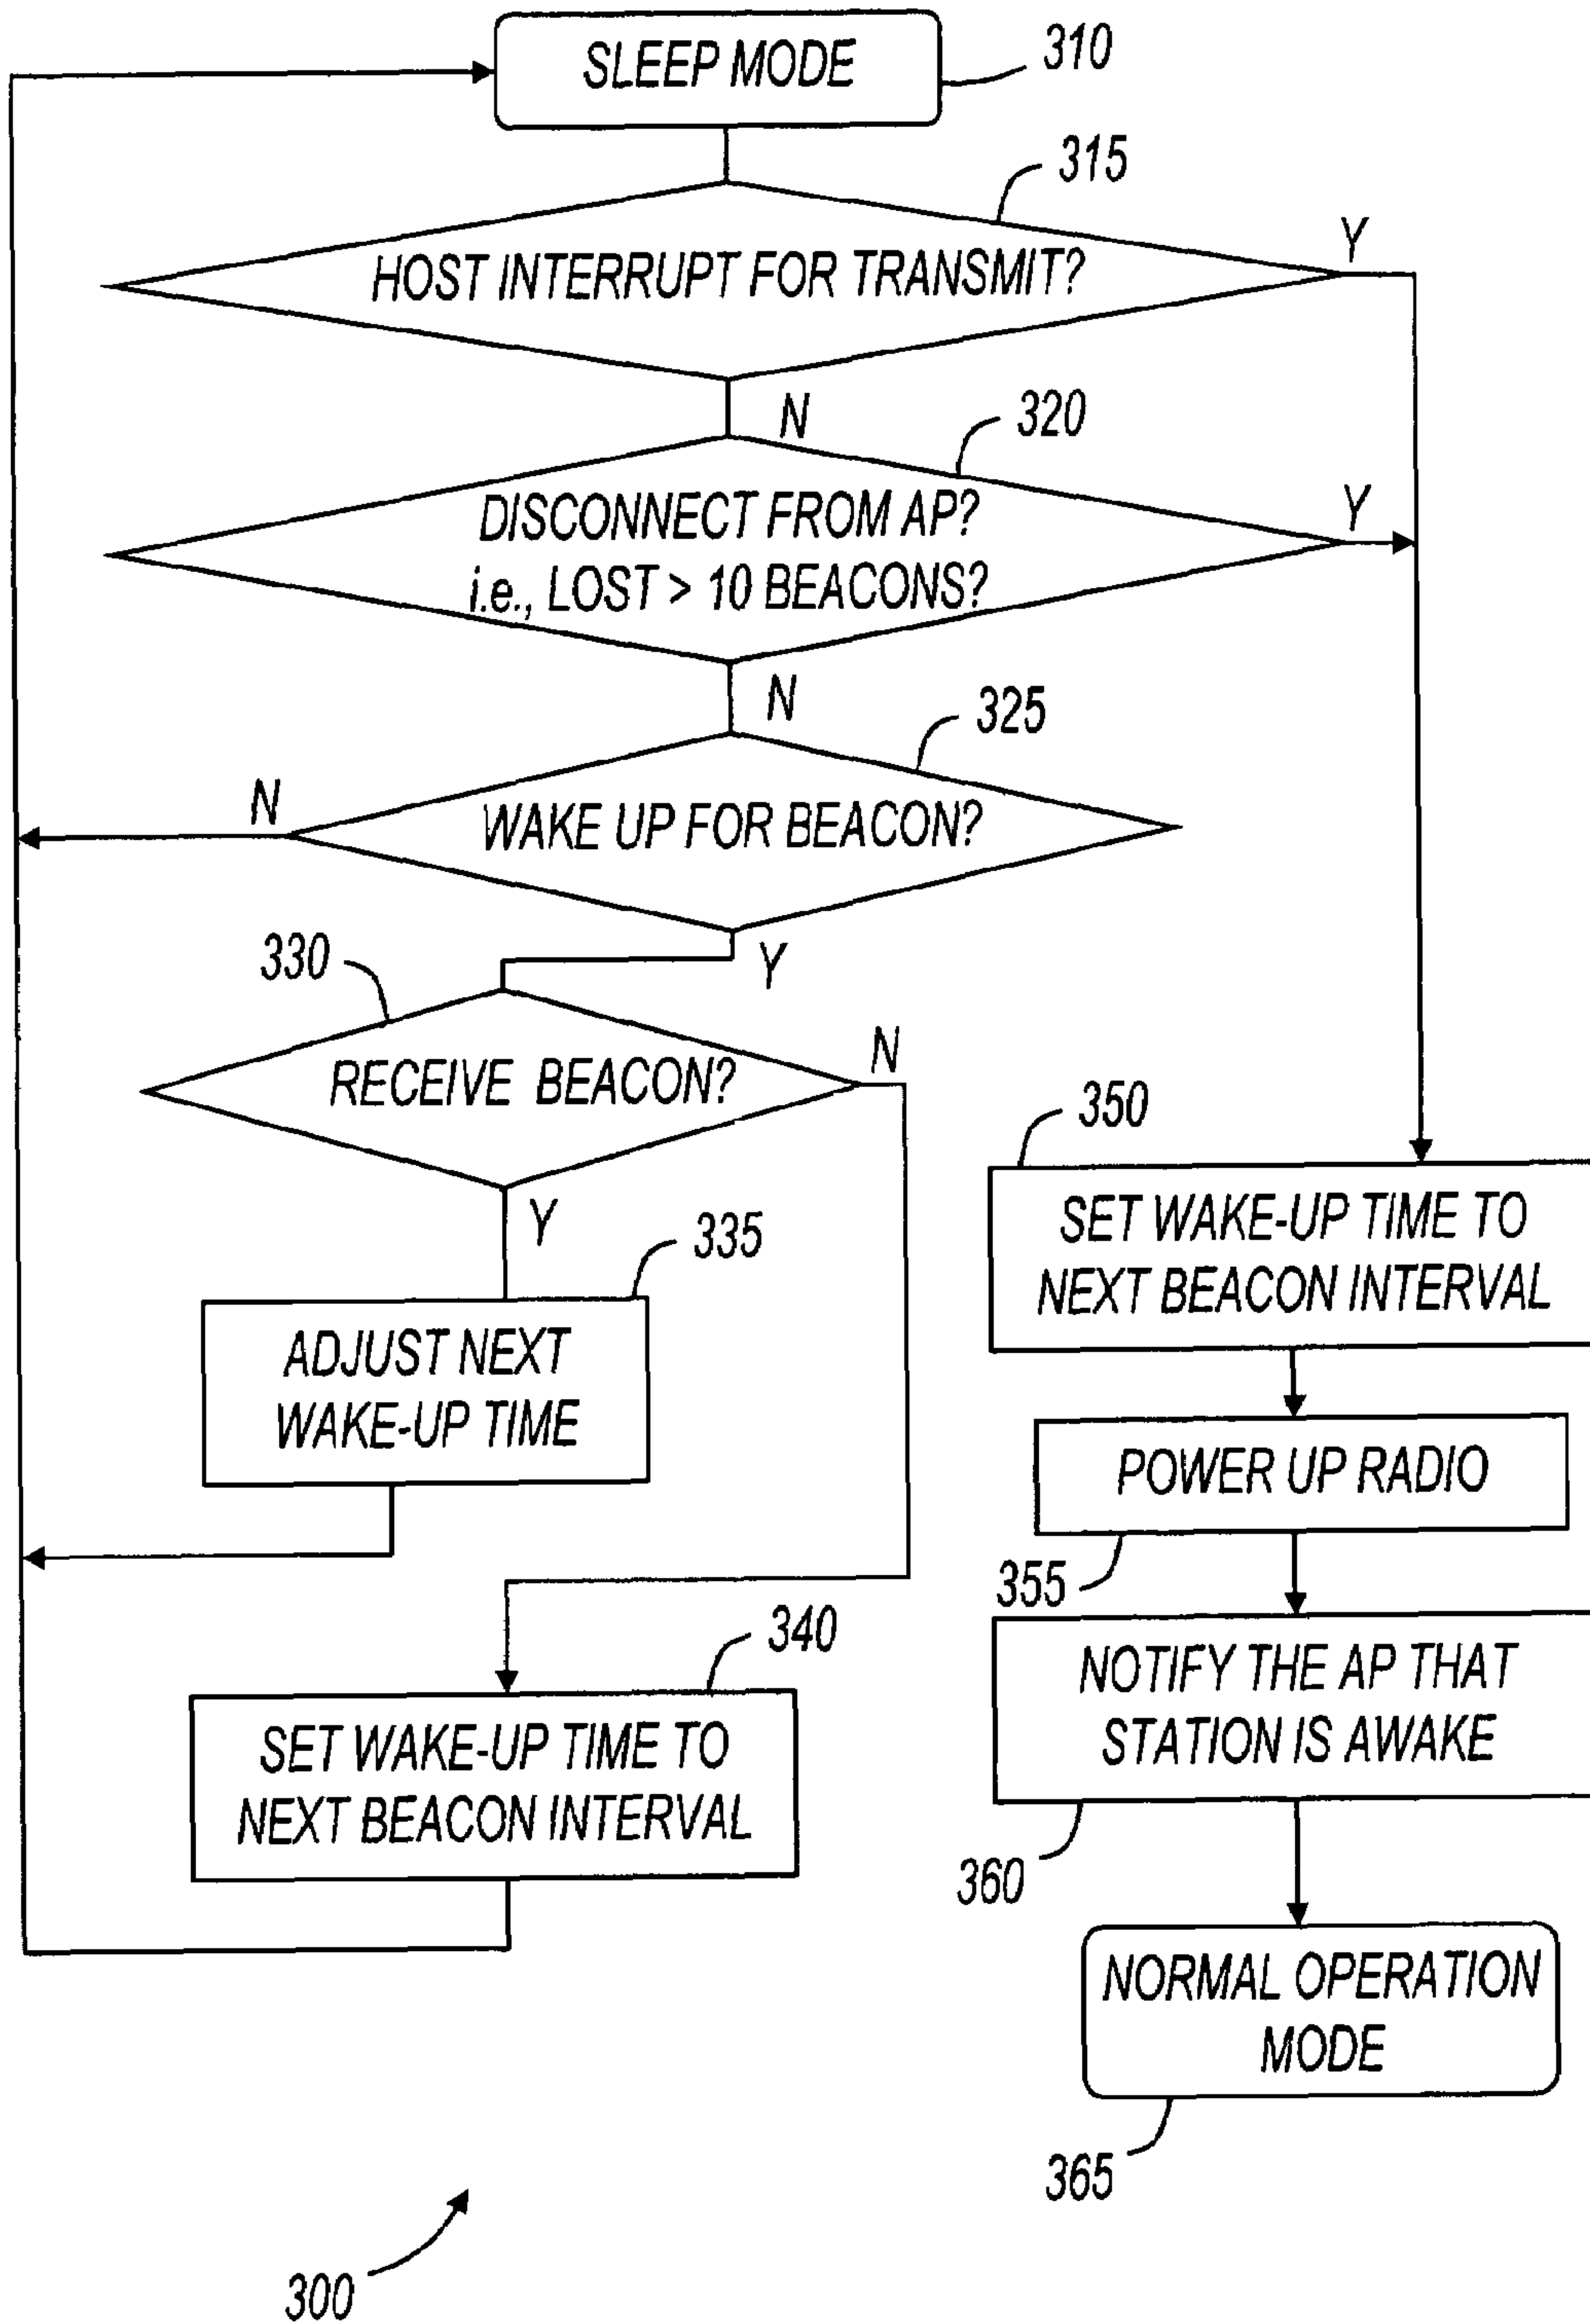 SLEEP MODE
310
315
HOST INTERRUPT FOR TRANSMIT?
Y
N
320
DISCONNECT FROM AP?
i.e., LOST > 10 BEACONS?
Y
N
325
WAKE UP FOR BEACON?
N
Y
330
RECEIVE BEACON?
N
Y
335
ADJUST NEXT
WAKE-UP TIME
340
SET WAKE-UP TIME TO
NEXT BEACON INTERVAL
350
SET WAKE-UP TIME TO
NEXT BEACON INTERVAL
POWER UP RADIO
355
NOTIFY THE AP THAT
STATION IS AWAKE
360
NORMAL OPERATION
MODE
365
300